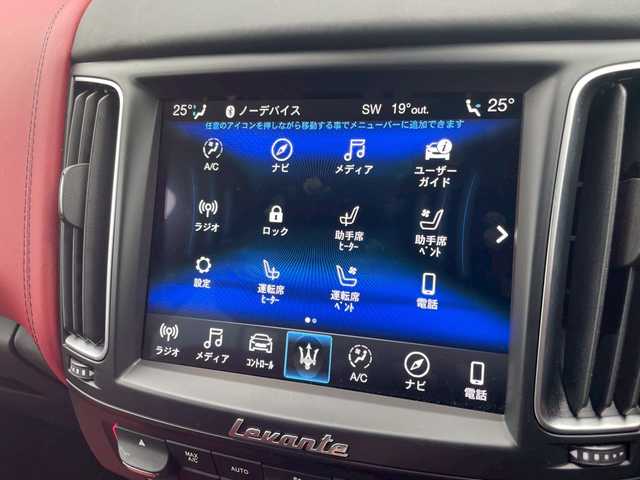 25° ノーデバイス SW 19°out. 25°
任意のアイコンを押しながら移動する事でメニューバーに追加できます
A/C ナビ メディア ユーザー
ガイド
ラジオ ロック 助手席
ヒーター 助手席
ベント
設定 運転席
ヒーター 運転席
ベント 電話
ラジオ メディア コントロール A/C ナビ 電話
Levante
MAX
A/C
AUTO